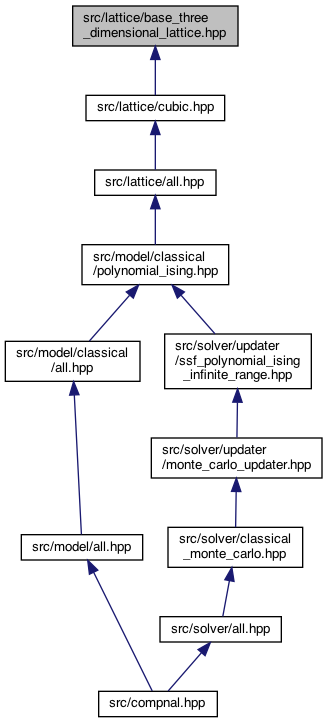 src/lattice/base_three
_dimensional_lattice.hpp
src/lattice/cubic.hpp
src/lattice/all.hpp
src/model/classical
/polynomial_ising.hpp
src/model/classical
/all.hpp
src/solver/updater
/ssf_polynomial_ising
_infinite_range.hpp
src/solver/updater
/monte_carlo_updater.hpp
src/model/all.hpp
src/solver/classical
_monte_carlo.hpp
src/solver/all.hpp
src/compnal.hpp